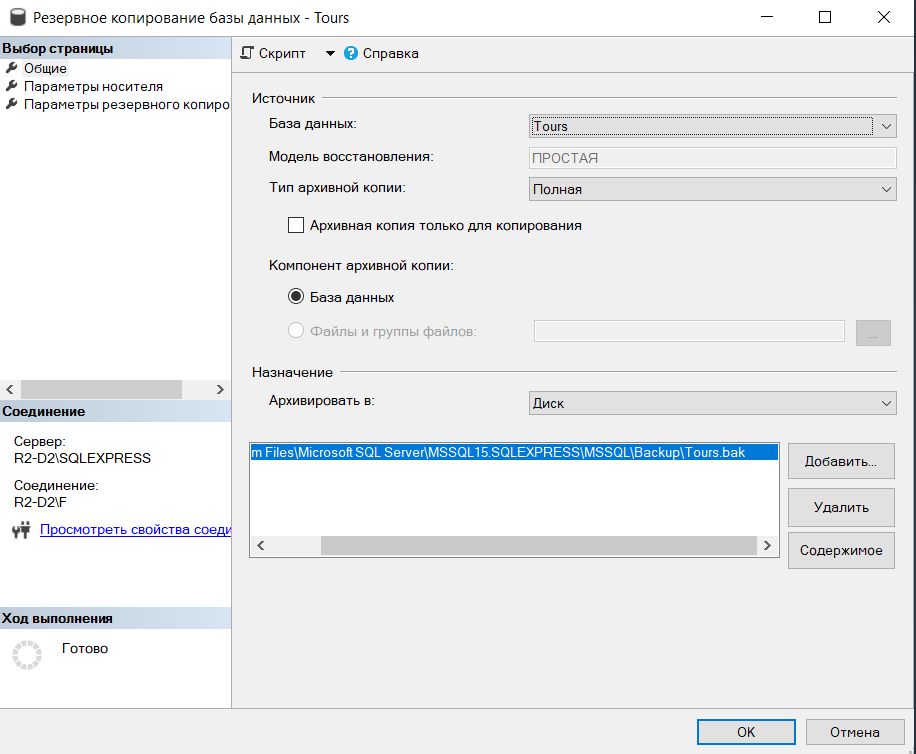 Резервное копирование базы данных - Tours
Выбор страницы
Общие
Параметры носителя
Параметры резервного копиро
Скрипт
Справка
Источник
База данных:
Tours
Модель восстановления:
ПРОСТАЯ
Тип архивной копии:
Полная
Архивная копия только для копирования
Компонент архивной копии:
База данных
Файлы и группы файлов:
...
Назначение
Архивировать в:
Диск
m Files\Microsoft SQL Server\MSSQL15.SQLEXPRESS\MSSQL\Backup\Tours.bak
Добавить...
Удалить
Содержимое
Соединение
Сервер:
R2-D2\SQLEXPRESS
Соединение:
R2-D2\F
Просмотреть свойства соеди
Ход выполнения
Готово
OK
Отмена